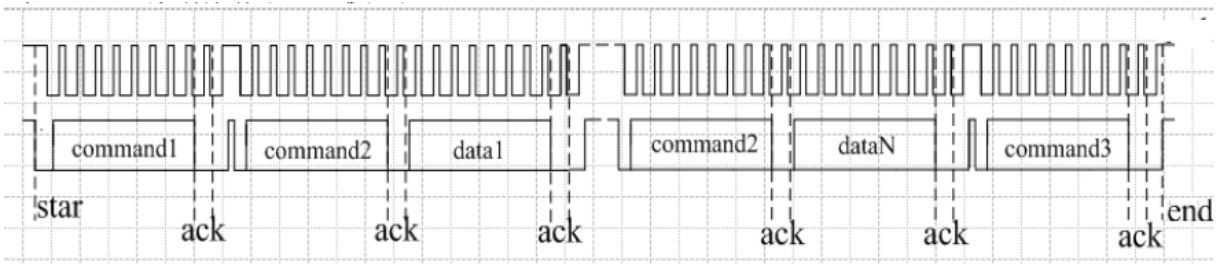 command1 command2 data1 command2 dataN command3
star end
ack ack ack ack ack ack